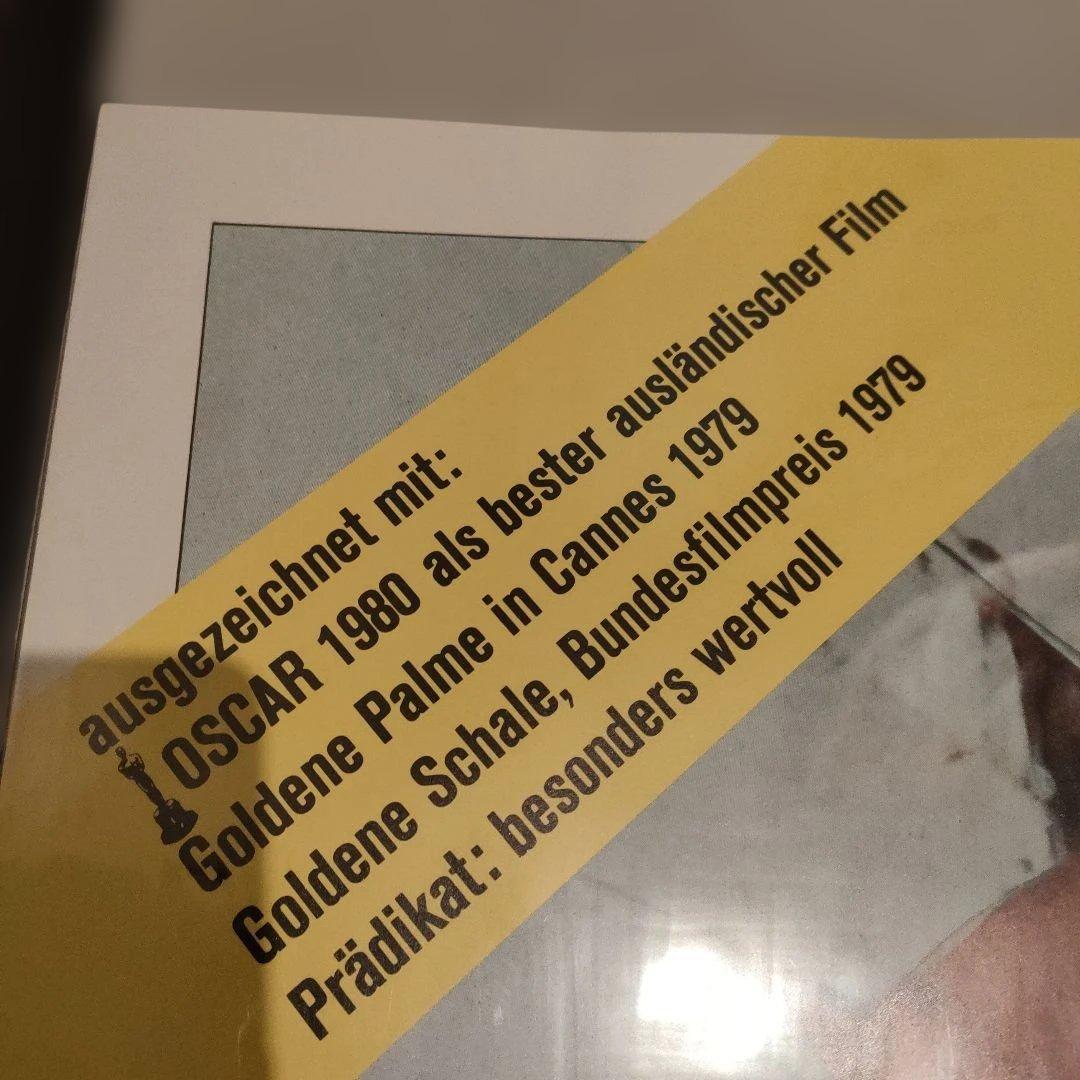 ausgezeichnet mit:
OSCAR 1980 als bester ausländischer Film
Goldene Palme in Cannes 1979
Goldene Schale, Bundesfilmpreis 1979
Prädikat: besonders wertvoll